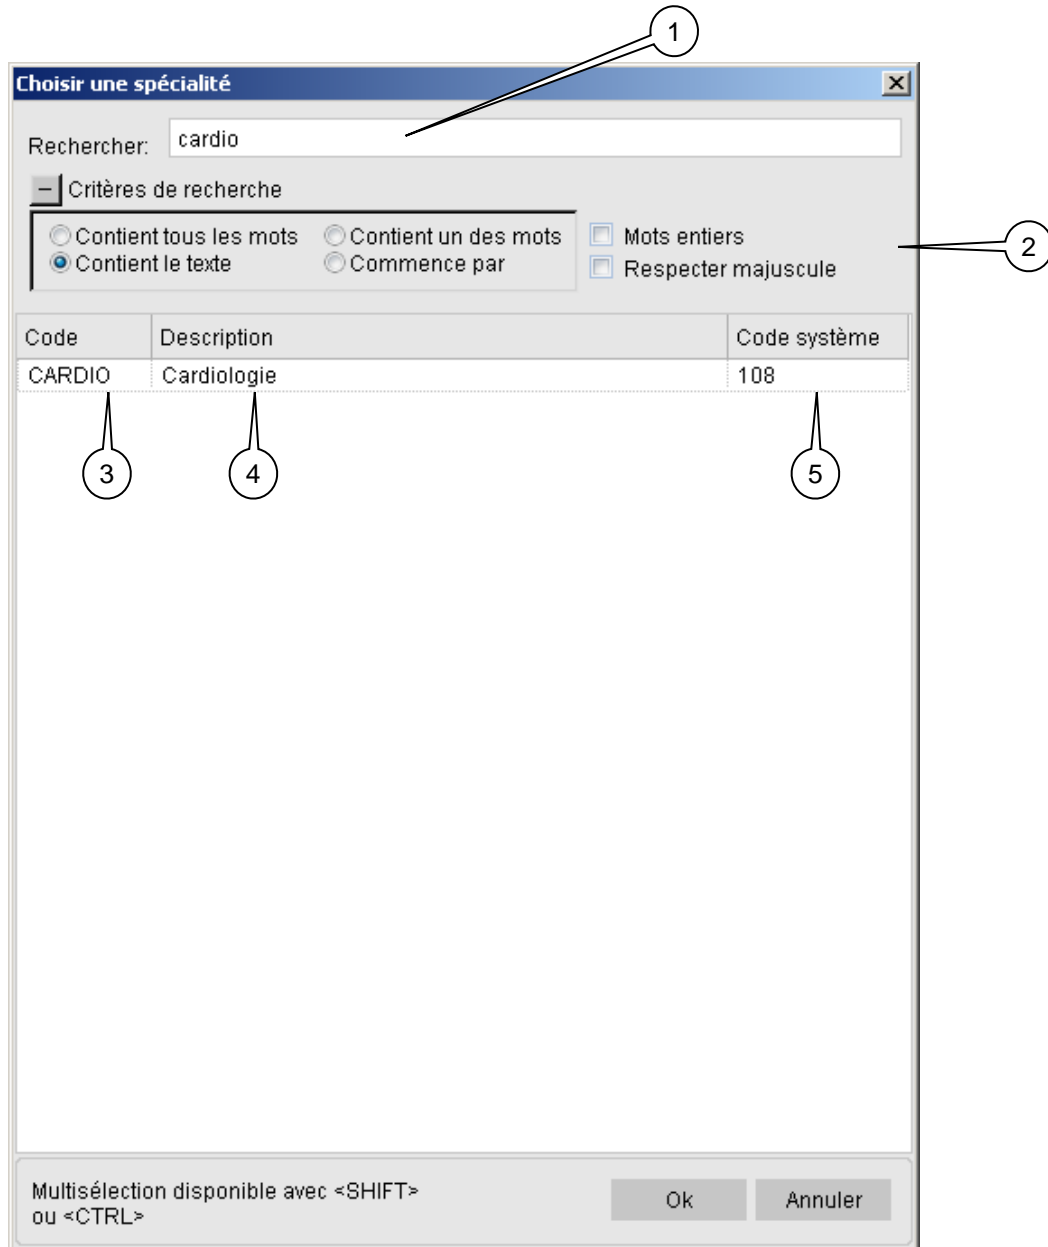 1
Choisir une spécialité
Rechercher: cardio
Critères de recherche
Contient tous les mots Contient un des mots Mots entiers
Contient le texte Commence par Respecter majuscule
2
Code Description Code système
CARDIO Cardiologie 108
3 4 5
Multisélection disponible avec <SHIFT>
ou <CTRL>
Ok Annuler